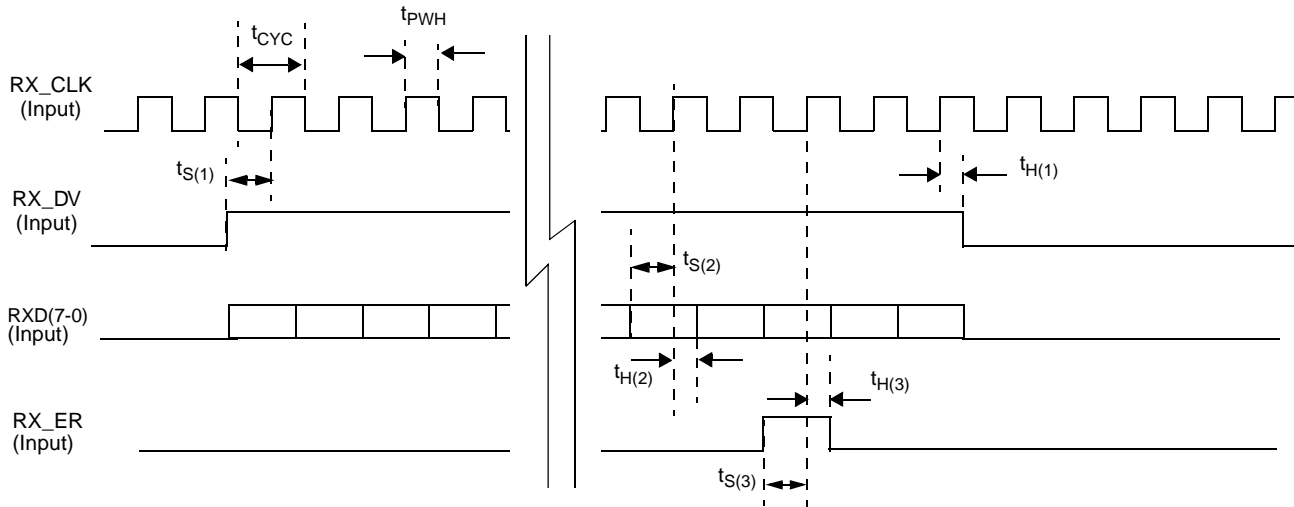 tCYC
tPWH
RX_CLK
(Input)
tS(1)
tH(1)
RX_DV
(Input)
tS(2)
RXD(7-0)
(Input)
tH(2)
tH(3)
RX_ER
(Input)
tS(3)